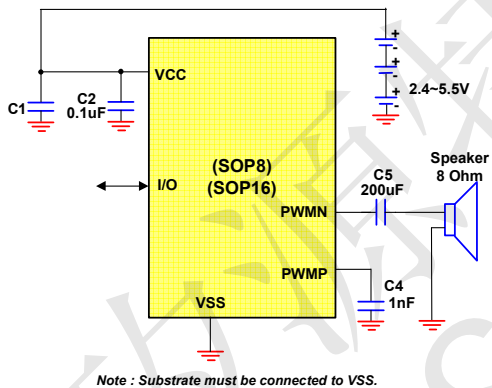 VCC
C1
C2
0.1uF
+
-
+
-
+
-
2.4~5.5V
(SOP8)
(SOP16)
I/O
PWMN
C5
200uF
Speaker
8 Ohm
PWMP
C4
1nF
VSS
Note : Substrate must be connected to VSS.